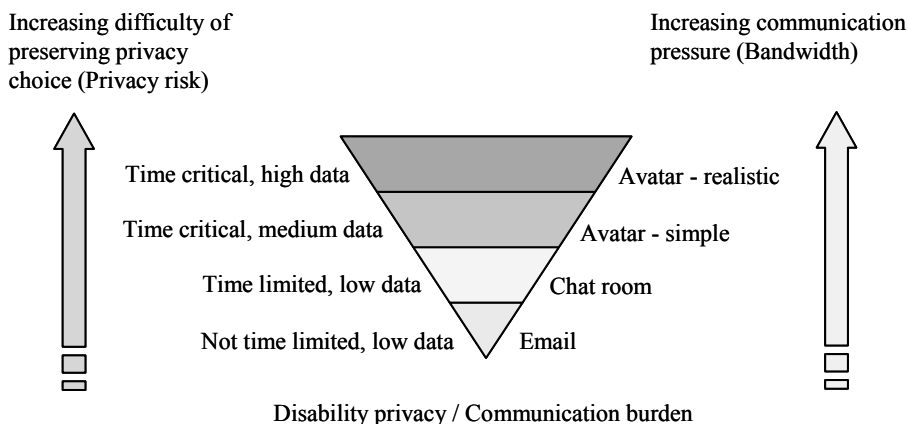 Increasing difficulty of
preserving privacy
choice (Privacy risk)
Increasing communication
pressure (Bandwidth)
Time critical, high data
Avatar - realistic
Time critical, medium data
Avatar - simple
Time limited, low data
Chat room
Not time limited, low data
Email
Disability privacy / Communication burden